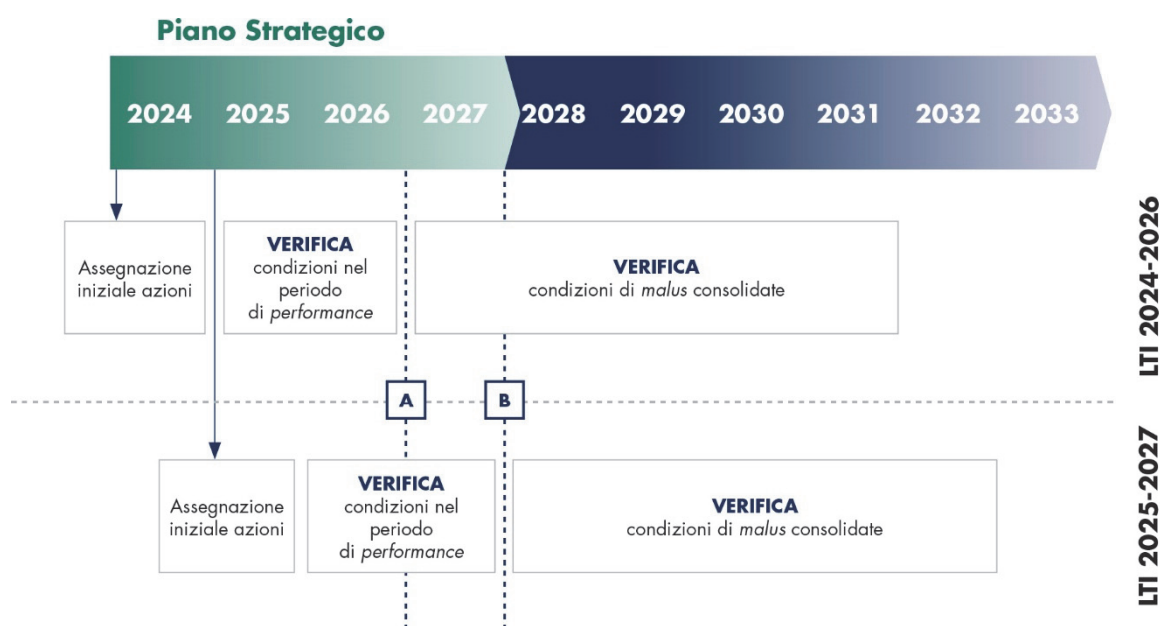 Piano Strategico
2024 2025 2026 2027 2028 2029 2030 2031 2032 2033
Assegnazione
iniziale azioni
VERIFICA
condizioni nel
periodo
di performance
VERIFICA
condizioni di malus consolidate
LTI 2024-2026
A
B
Assegnazione
iniziale azioni
VERIFICA
condizioni nel
periodo
di performance
VERIFICA
condizioni di malus consolidate
LTI 2025-2027